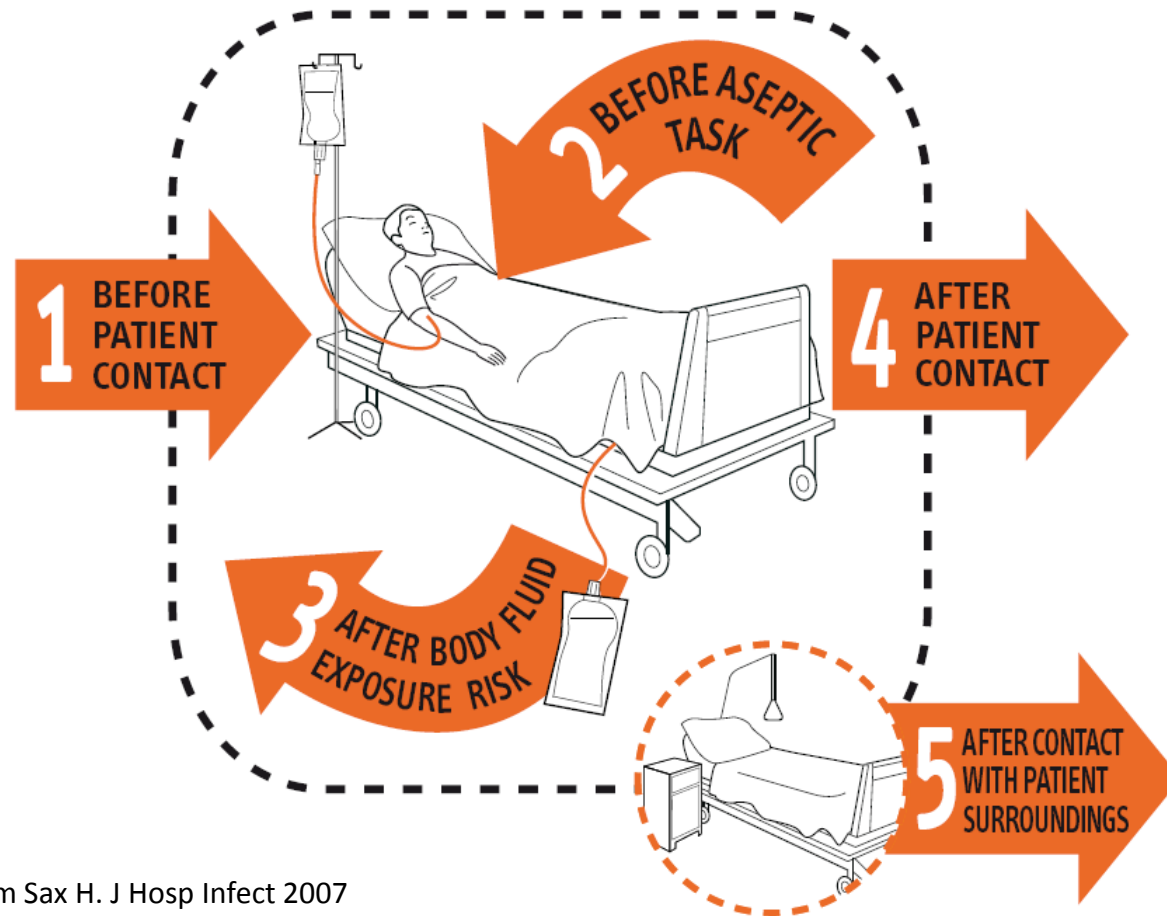 1 BEFORE
PATIENT
CONTACT
2 BEFORE ASEPTIC
TASK
3 AFTER BODY FLUID
EXPOSURE RISK
4 AFTER
PATIENT
CONTACT
5 AFTER CONTACT
WITH PATIENT
SURROUNDINGS
m Sax H. J Hosp Infect 2007